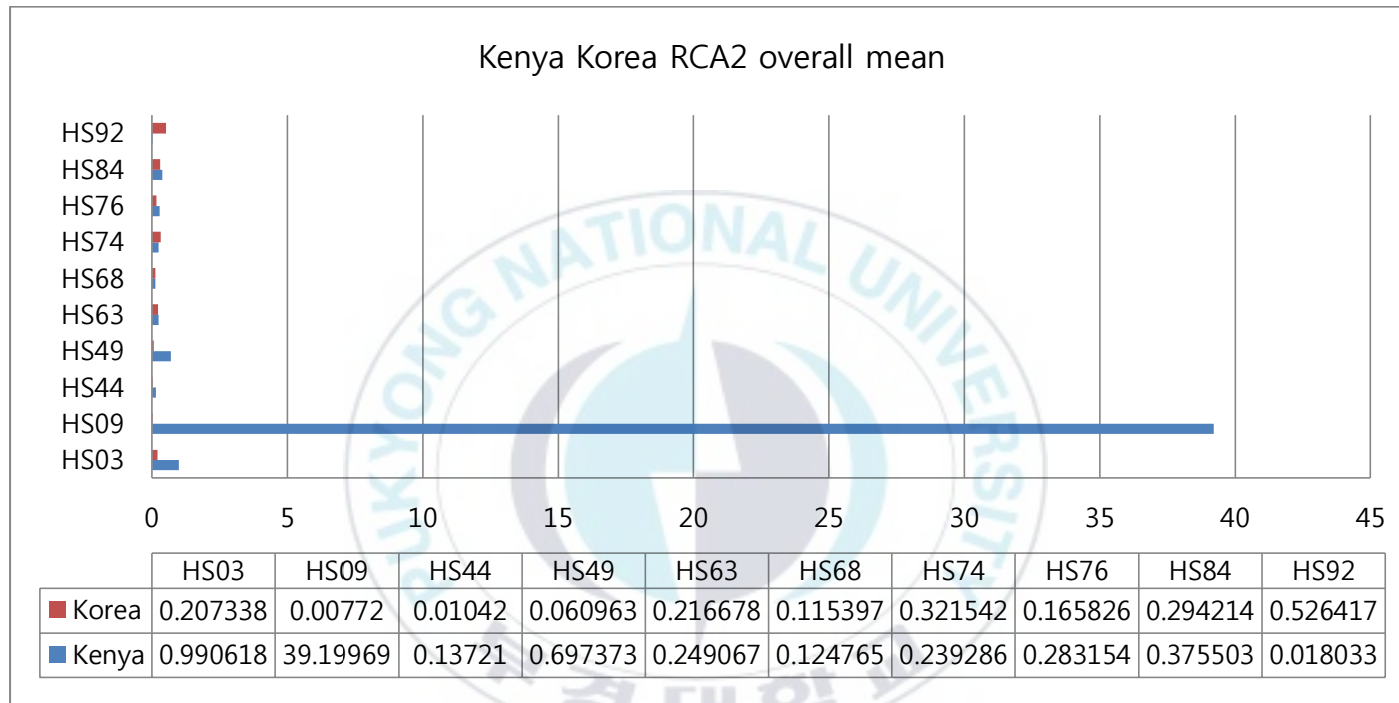 Kenya Korea RCA2 overall mean
HS92
HS84
HS76
HS74
HS68
HS63
HS49
HS44
HS09
HS03
0 5 10 15 20 25 30 35 40 45
HS03 HS09 HS44 HS49 HS63 HS68 HS74 HS76 HS84 HS92
Korea 0.207338 0.00772 0.01042 0.060963 0.216678 0.115397 0.321542 0.165826 0.294214 0.526417
Kenya 0.990618 39.19969 0.13721 0.697373 0.249067 0.124765 0.239286 0.283154 0.375503 0.018033
PUKYONG NATIONAL UNIVERSITY